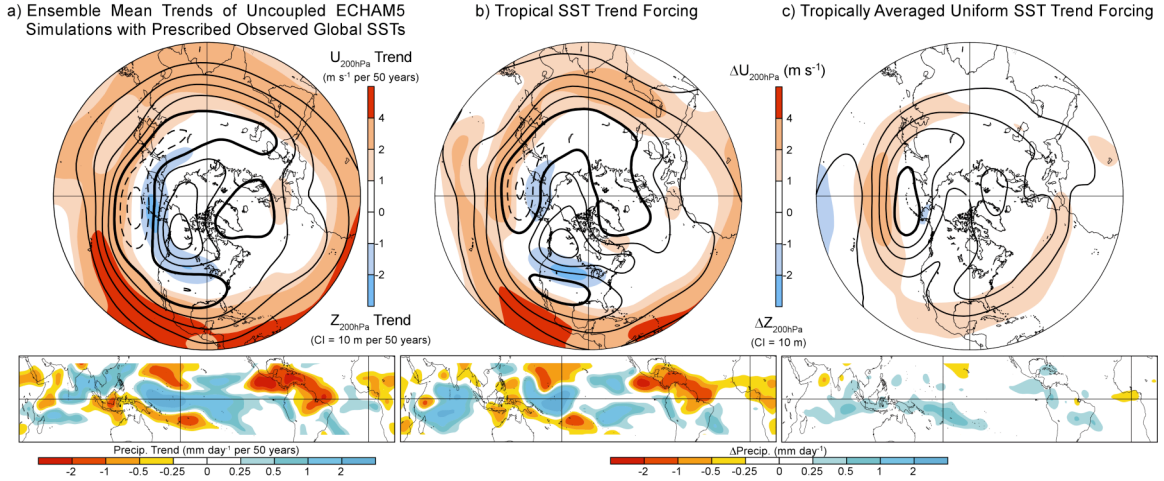 a) Ensemble Mean Trends of Uncoupled ECHAM5
Simulations with Prescribed Observed Global SSTs
U200hPa Trend
(m s-1 per 50 years)
4
2
1
0
-1
-2
Z200hPa Trend
(CI = 10 m per 50 years)
Precip. Trend (mm day-1 per 50 years)
-2 -1 -0.5 -0.25 0 0.25 0.5 1 2
b) Tropical SST Trend Forcing
c) Tropically Averaged Uniform SST Trend Forcing
ΔU200hPa (m s-1)
4
2
1
0
-1
-2
ΔZ200hPa
(CI = 10 m)
ΔPrecip. (mm day-1)
-2 -1 -0.5 -0.25 0 0.25 0.5 1 2